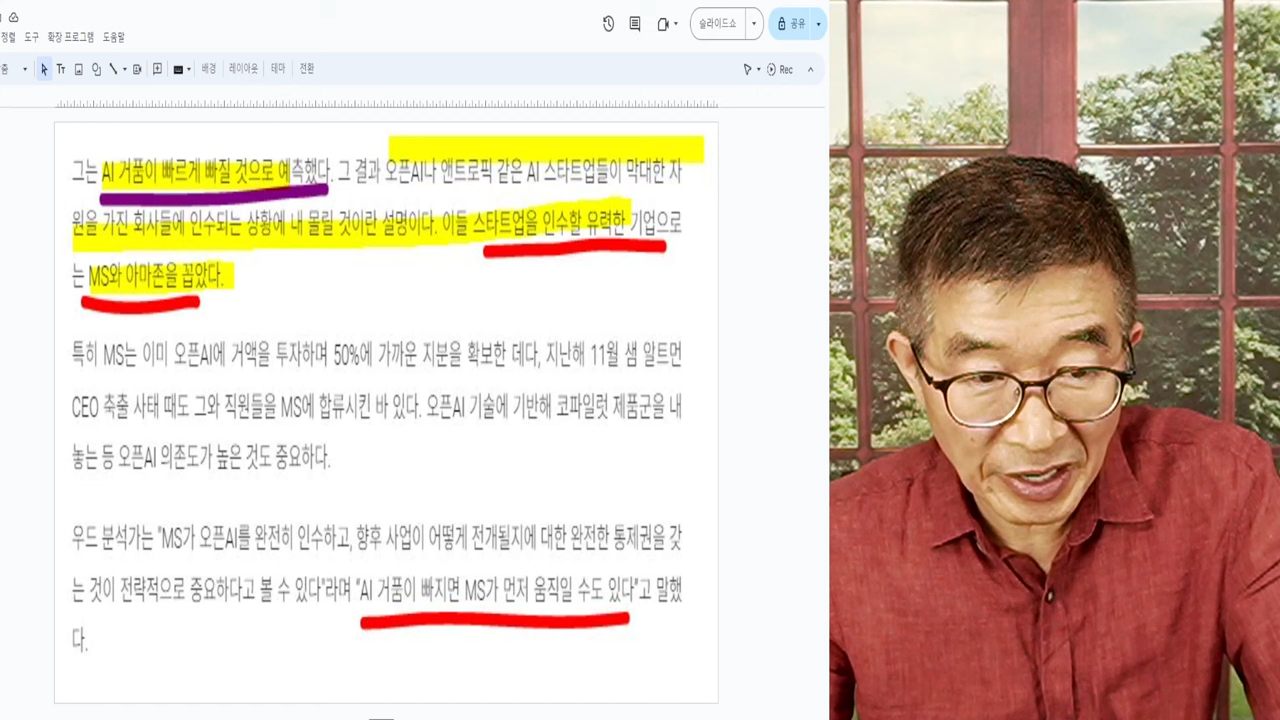 정렬 도구 확장 프로그램 도움말
슬라이드쇼
공유
배경 레이아웃 테마 전환
Rec
그는 AI 거품이 빠르게 빠질 것으로 예측했다. 그 결과 오픈AI나 앤트로픽 같은 AI 스타트업들이 막대한 자
원을 가진 회사들에 인수되는 상황에 내 몰릴 것이란 설명이다. 이들 스타트업을 인수할 유력한 기업으로
는 MS와 아마존을 꼽았다.
특히 MS는 이미 오픈AI에 거액을 투자하며 50%에 가까운 지분을 확보한 데다, 지난해 11월 샘 알트먼
CEO 축출 사태 때도 그와 직원들을 MS에 합류시킨 바 있다. 오픈AI 기술에 기반해 코파일럿 제품군을 내
놓는 등 오픈AI 의존도가 높은 것도 중요하다.
우드 분석가는 "MS가 오픈AI를 완전히 인수하고, 향후 사업이 어떻게 전개될지에 대한 완전한 통제권을 갖
는 것이 전략적으로 중요하다고 볼 수 있다"라며 "AI 거품이 빠지면 MS가 먼저 움직일 수도 있다"고 말했
다.